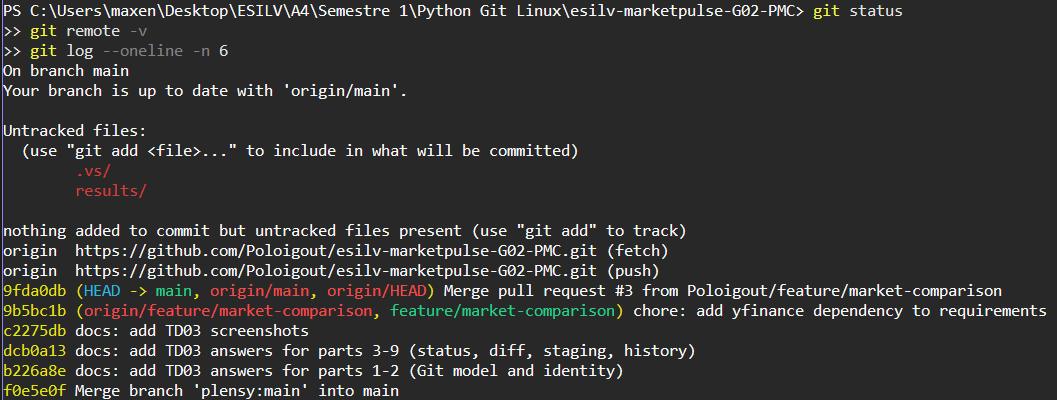 PS C:\Users\maxen\Desktop\ESILV\A4\Semestre 1\Python Git Linux\esilv-marketpulse-G02-PMC> git status
>> git remote -v
>> git log --oneline -n 6
On branch main
Your branch is up to date with 'origin/main'.

Untracked files:
  (use "git add <file>..." to include in what will be committed)
        .vs/
        results/

nothing added to commit but untracked files present (use "git add" to track)
origin  https://github.com/Poloigout/esilv-marketpulse-G02-PMC.git (fetch)
origin  https://github.com/Poloigout/esilv-marketpulse-G02-PMC.git (push)
9fda0db (HEAD -> main, origin/main, origin/HEAD) Merge pull request #3 from Poloigout/feature/market-comparison
9b5bc1b (origin/feature/market-comparison, feature/market-comparison) chore: add yfinance dependency to requirements
c2275db docs: add TD03 screenshots
dcb0a13 docs: add TD03 answers for parts 3-9 (status, diff, staging, history)
b226a8e docs: add TD03 answers for parts 1-2 (Git model and identity)
f0e5e0f Merge branch 'plensy:main' into main